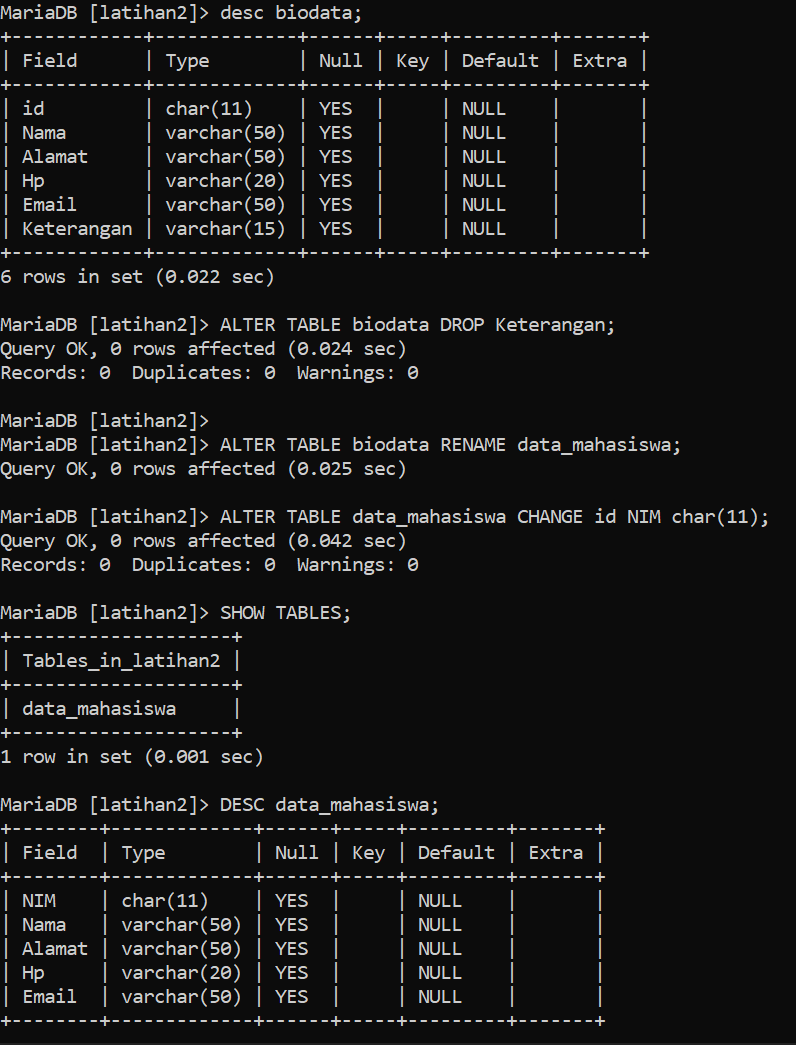 MariaDB [latihan2]> desc biodata;
+------------+-------------+------+-----+---------+-------+
| Field      | Type        | Null | Key | Default | Extra |
+------------+-------------+------+-----+---------+-------+
| id         | char(11)    | YES  |     | NULL    |       |
| Nama       | varchar(50) | YES  |     | NULL    |       |
| Alamat     | varchar(50) | YES  |     | NULL    |       |
| Hp         | varchar(20) | YES  |     | NULL    |       |
| Email      | varchar(50) | YES  |     | NULL    |       |
| Keterangan | varchar(15) | YES  |     | NULL    |       |
+------------+-------------+------+-----+---------+-------+
6 rows in set (0.022 sec)

MariaDB [latihan2]> ALTER TABLE biodata DROP Keterangan;
Query OK, 0 rows affected (0.024 sec)
Records: 0  Duplicates: 0  Warnings: 0

MariaDB [latihan2]>
MariaDB [latihan2]> ALTER TABLE biodata RENAME data_mahasiswa;
Query OK, 0 rows affected (0.025 sec)

MariaDB [latihan2]> ALTER TABLE data_mahasiswa CHANGE id NIM char(11);
Query OK, 0 rows affected (0.042 sec)
Records: 0  Duplicates: 0  Warnings: 0

MariaDB [latihan2]> SHOW TABLES;
+--------------------+
| Tables_in_latihan2 |
+--------------------+
| data_mahasiswa     |
+--------------------+
1 row in set (0.001 sec)

MariaDB [latihan2]> DESC data_mahasiswa;
+--------+-------------+------+-----+---------+-------+
| Field  | Type        | Null | Key | Default | Extra |
+--------+-------------+------+-----+---------+-------+
| NIM    | char(11)    | YES  |     | NULL    |       |
| Nama   | varchar(50) | YES  |     | NULL    |       |
| Alamat | varchar(50) | YES  |     | NULL    |       |
| Hp     | varchar(20) | YES  |     | NULL    |       |
| Email  | varchar(50) | YES  |     | NULL    |       |
+--------+-------------+------+-----+---------+-------+